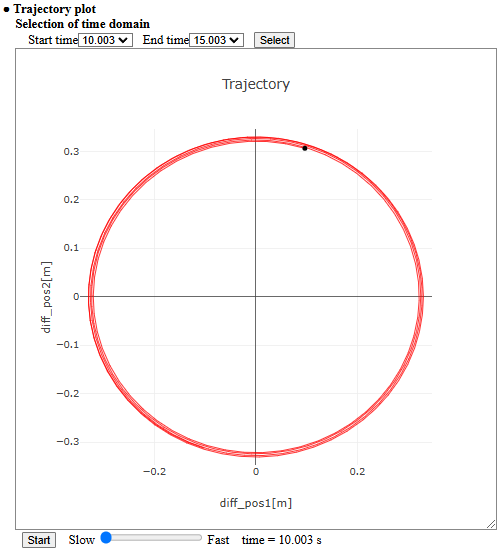 ● Trajectory plot
Selection of time domain
Start time 10.003 End time 15.003 Select
Trajectory
0.3
0.2
0.1
0
−0.1
−0.2
−0.3
diff_pos2[m]
−0.2 0 0.2
diff_pos1[m]
Start Slow Fast time = 10.003 s